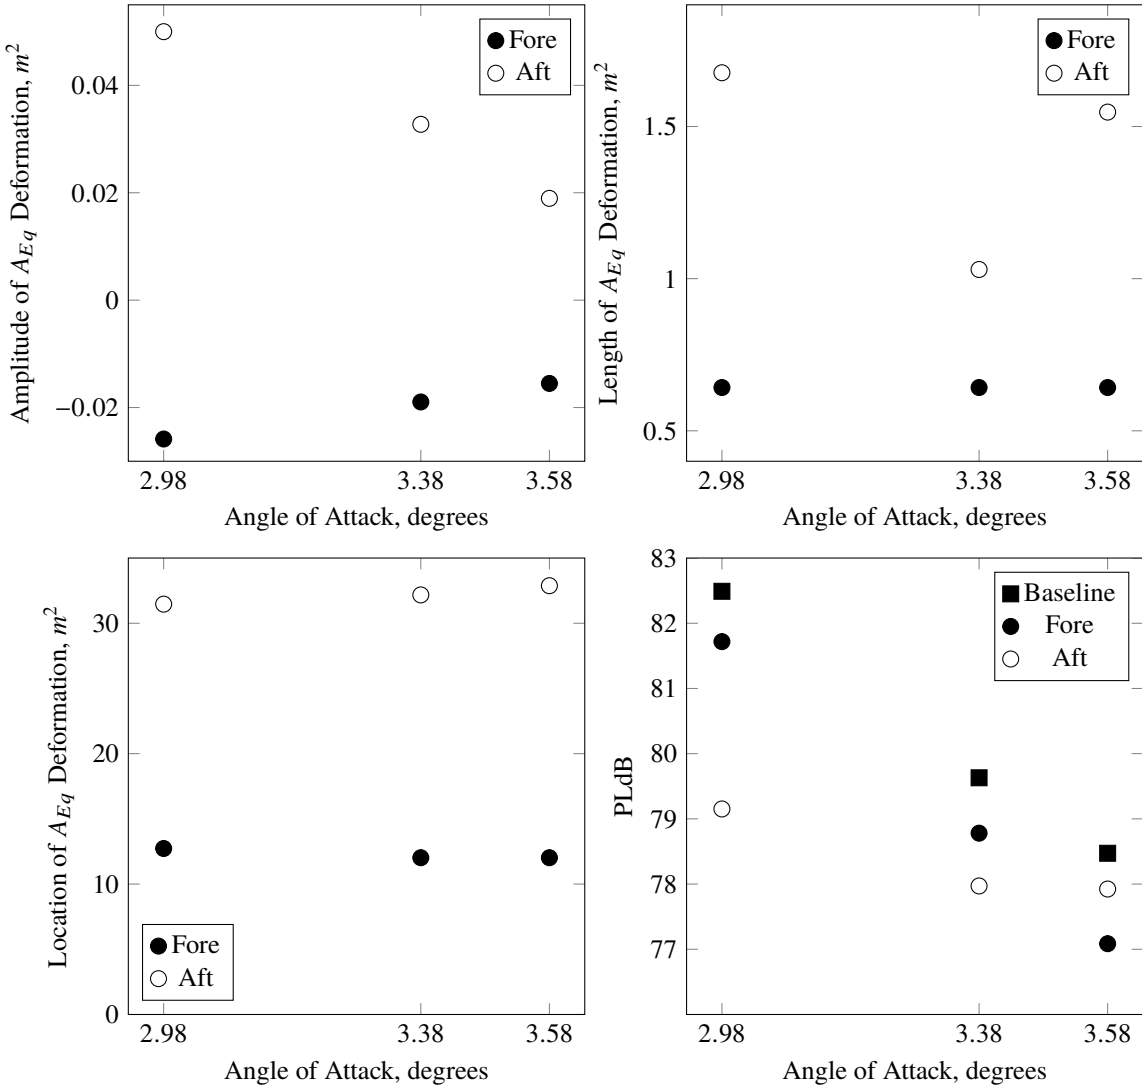 Amplitude of A_Eq Deformation, m²
0.04
0.02
0
−0.02
Fore
Aft
2.98 3.38 3.58
Angle of Attack, degrees
Length of A_Eq Deformation, m²
1.5
1
0.5
Fore
Aft
2.98 3.38 3.58
Angle of Attack, degrees
Location of A_Eq Deformation, m²
30
20
10
0
Fore
Aft
2.98 3.38 3.58
Angle of Attack, degrees
PLdB
83
82
81
80
79
78
77
Baseline
Fore
Aft
2.98 3.38 3.58
Angle of Attack, degrees